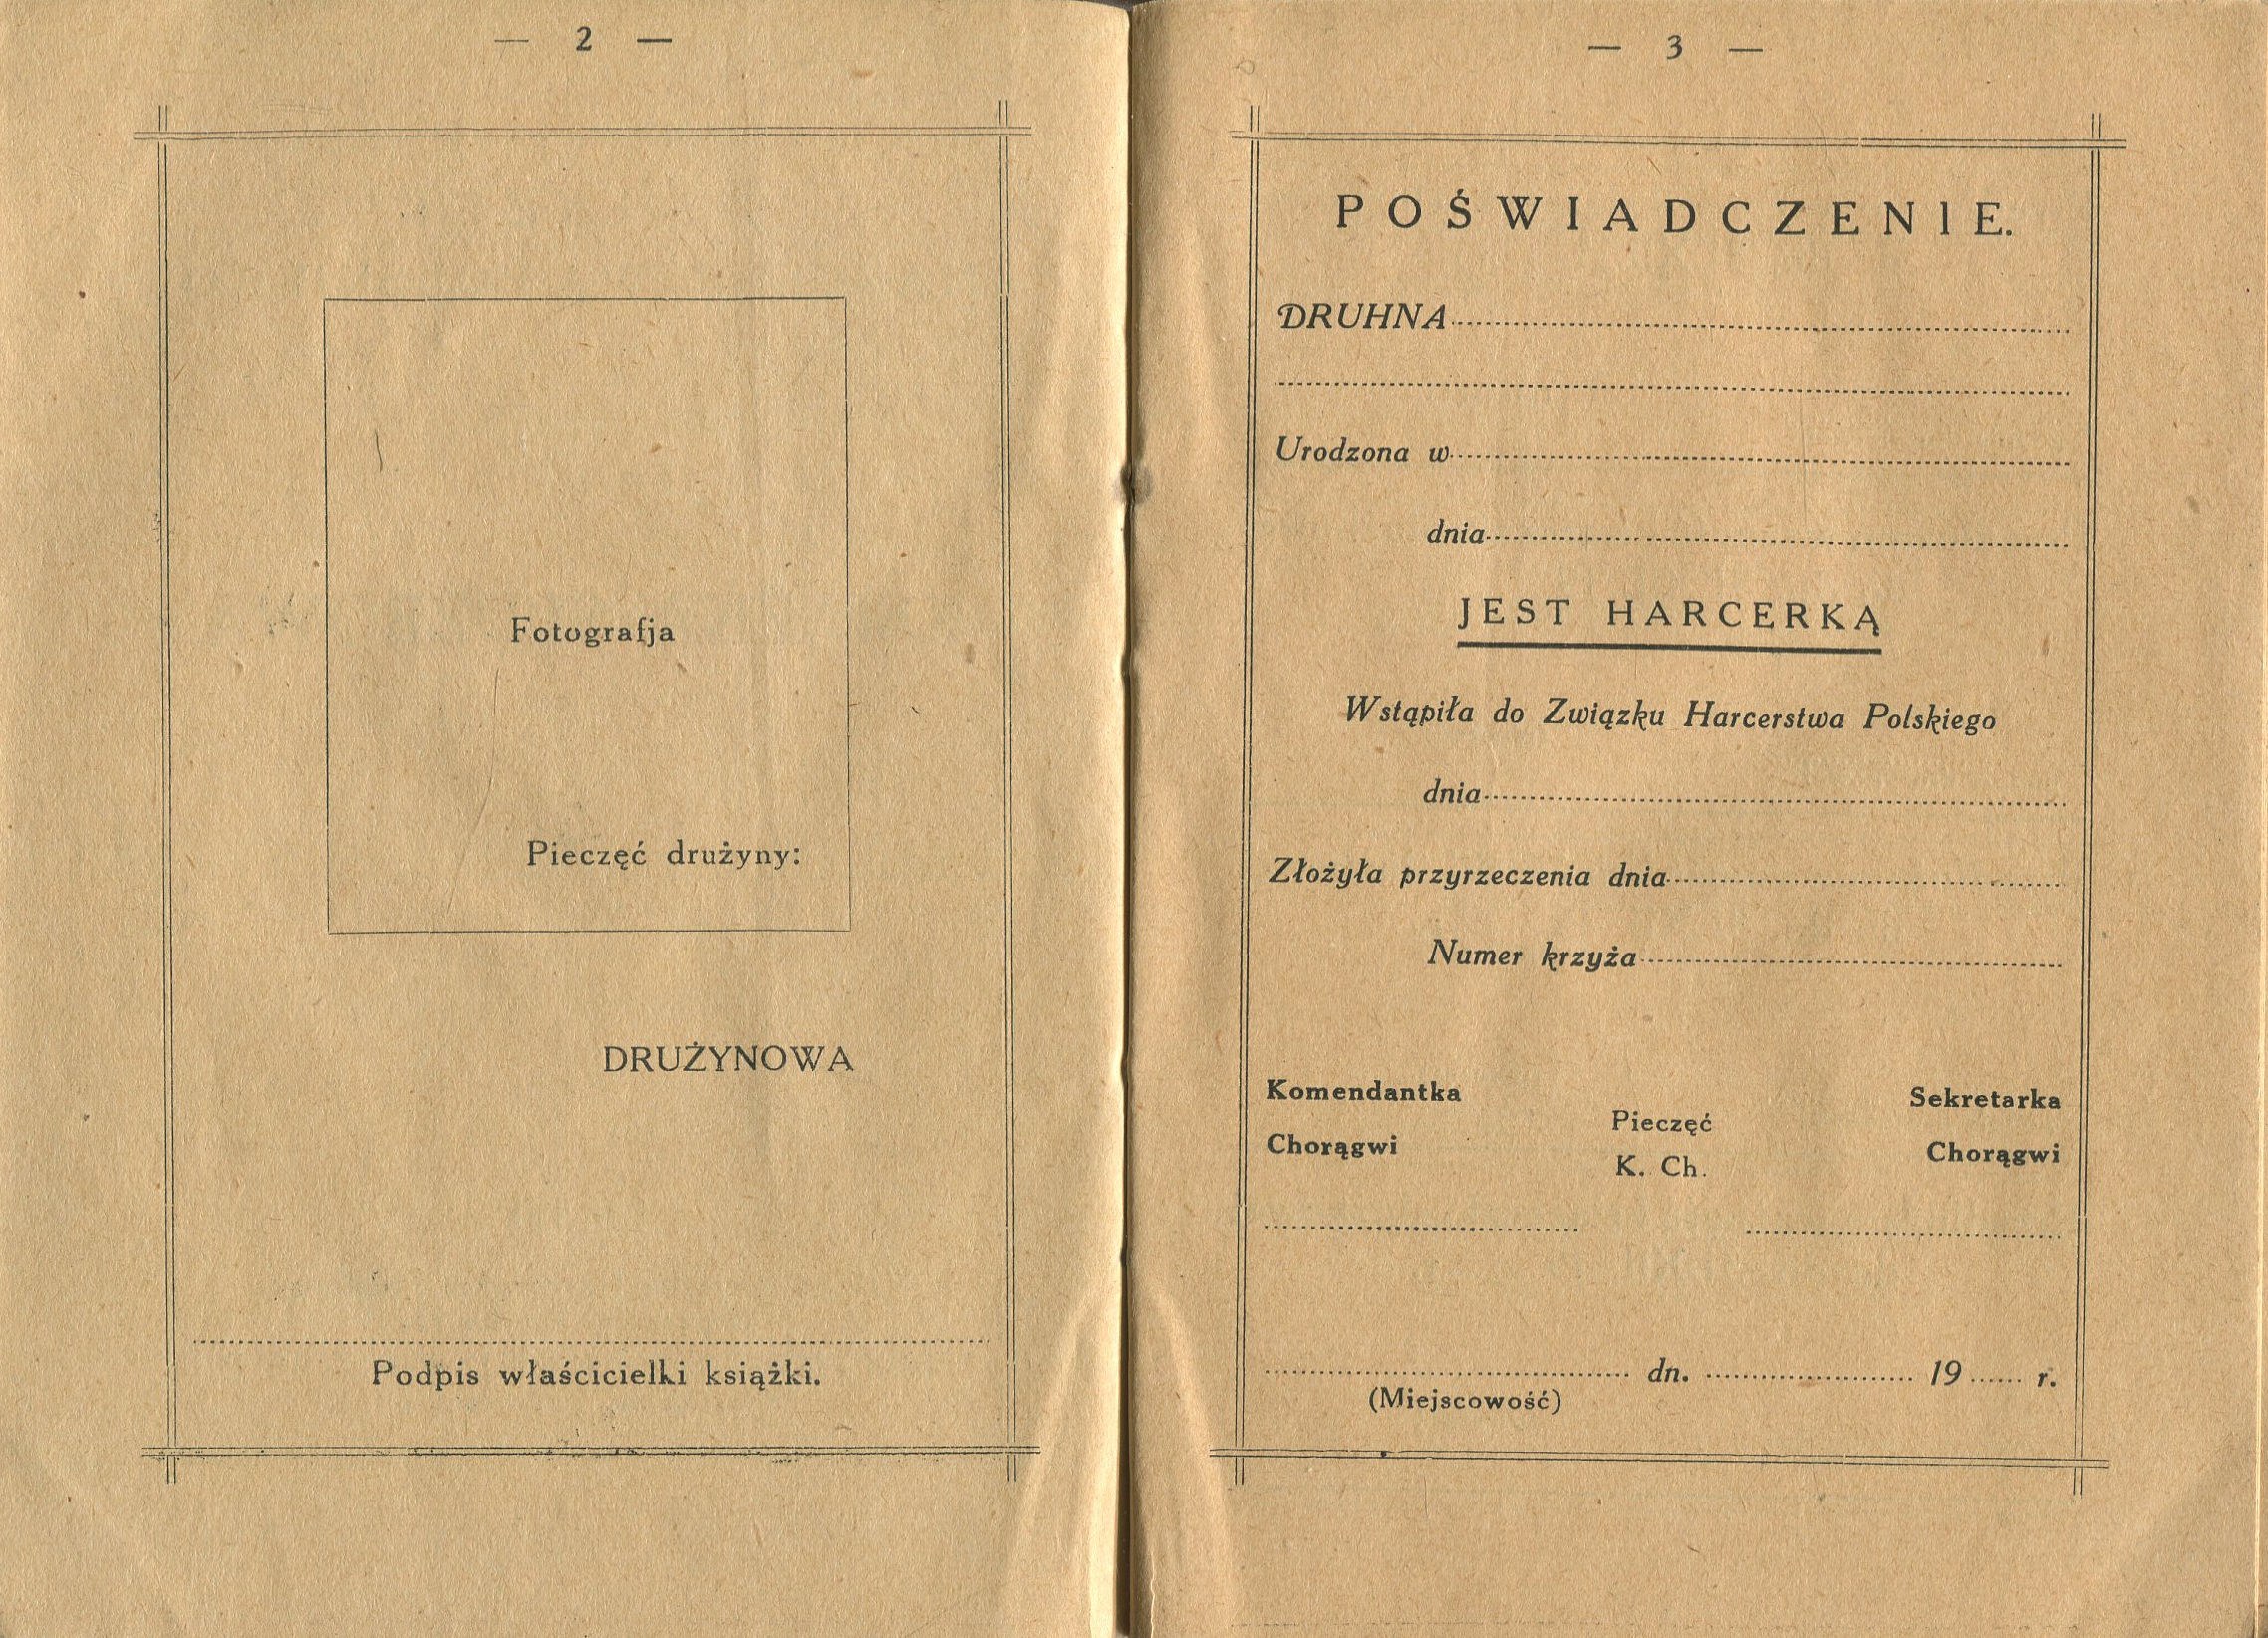 — 2 —
Fotografja
Pieczęć drużyny:
DRUŻYNOWA
Podpis właścicielki książki.
— 3 —
POŚWIADCZENIE.
DRUHNA
Urodzona w
dnia
JEST HARCERKĄ
Wstąpiła do Związku Harcerstwa Polskiego
dnia
Złożyła przyrzeczenia dnia
Numer krzyża
Komendantka
Chorągwi
Pieczęć
K. Ch.
Sekretarka
Chorągwi
dn. 19 r.
(Miejscowość)